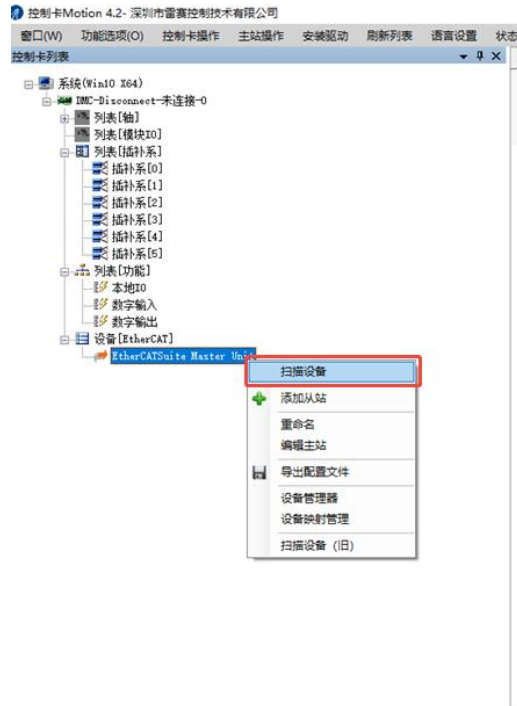 控制卡Motion 4.2- 深圳市雷赛控制技术有限公司
窗口(W) 功能选项(O) 控制卡操作 主站操作 安装驱动 刷新列表 语言设置 状态
控制卡列表
系统(Win10 X64)
DMC-Disconnect-未连接-0
列表[轴]
列表[模块IO]
列表[插补系]
插补系[0]
插补系[1]
插补系[2]
插补系[3]
插补系[4]
插补系[5]
列表[功能]
本地IO
数字输入
数字输出
设备[EtherCAT]
EtherCATSuite Master Unit
扫描设备
添加从站
重命名
编辑主站
导出配置文件
设备管理器
设备映射管理
扫描设备 (旧)